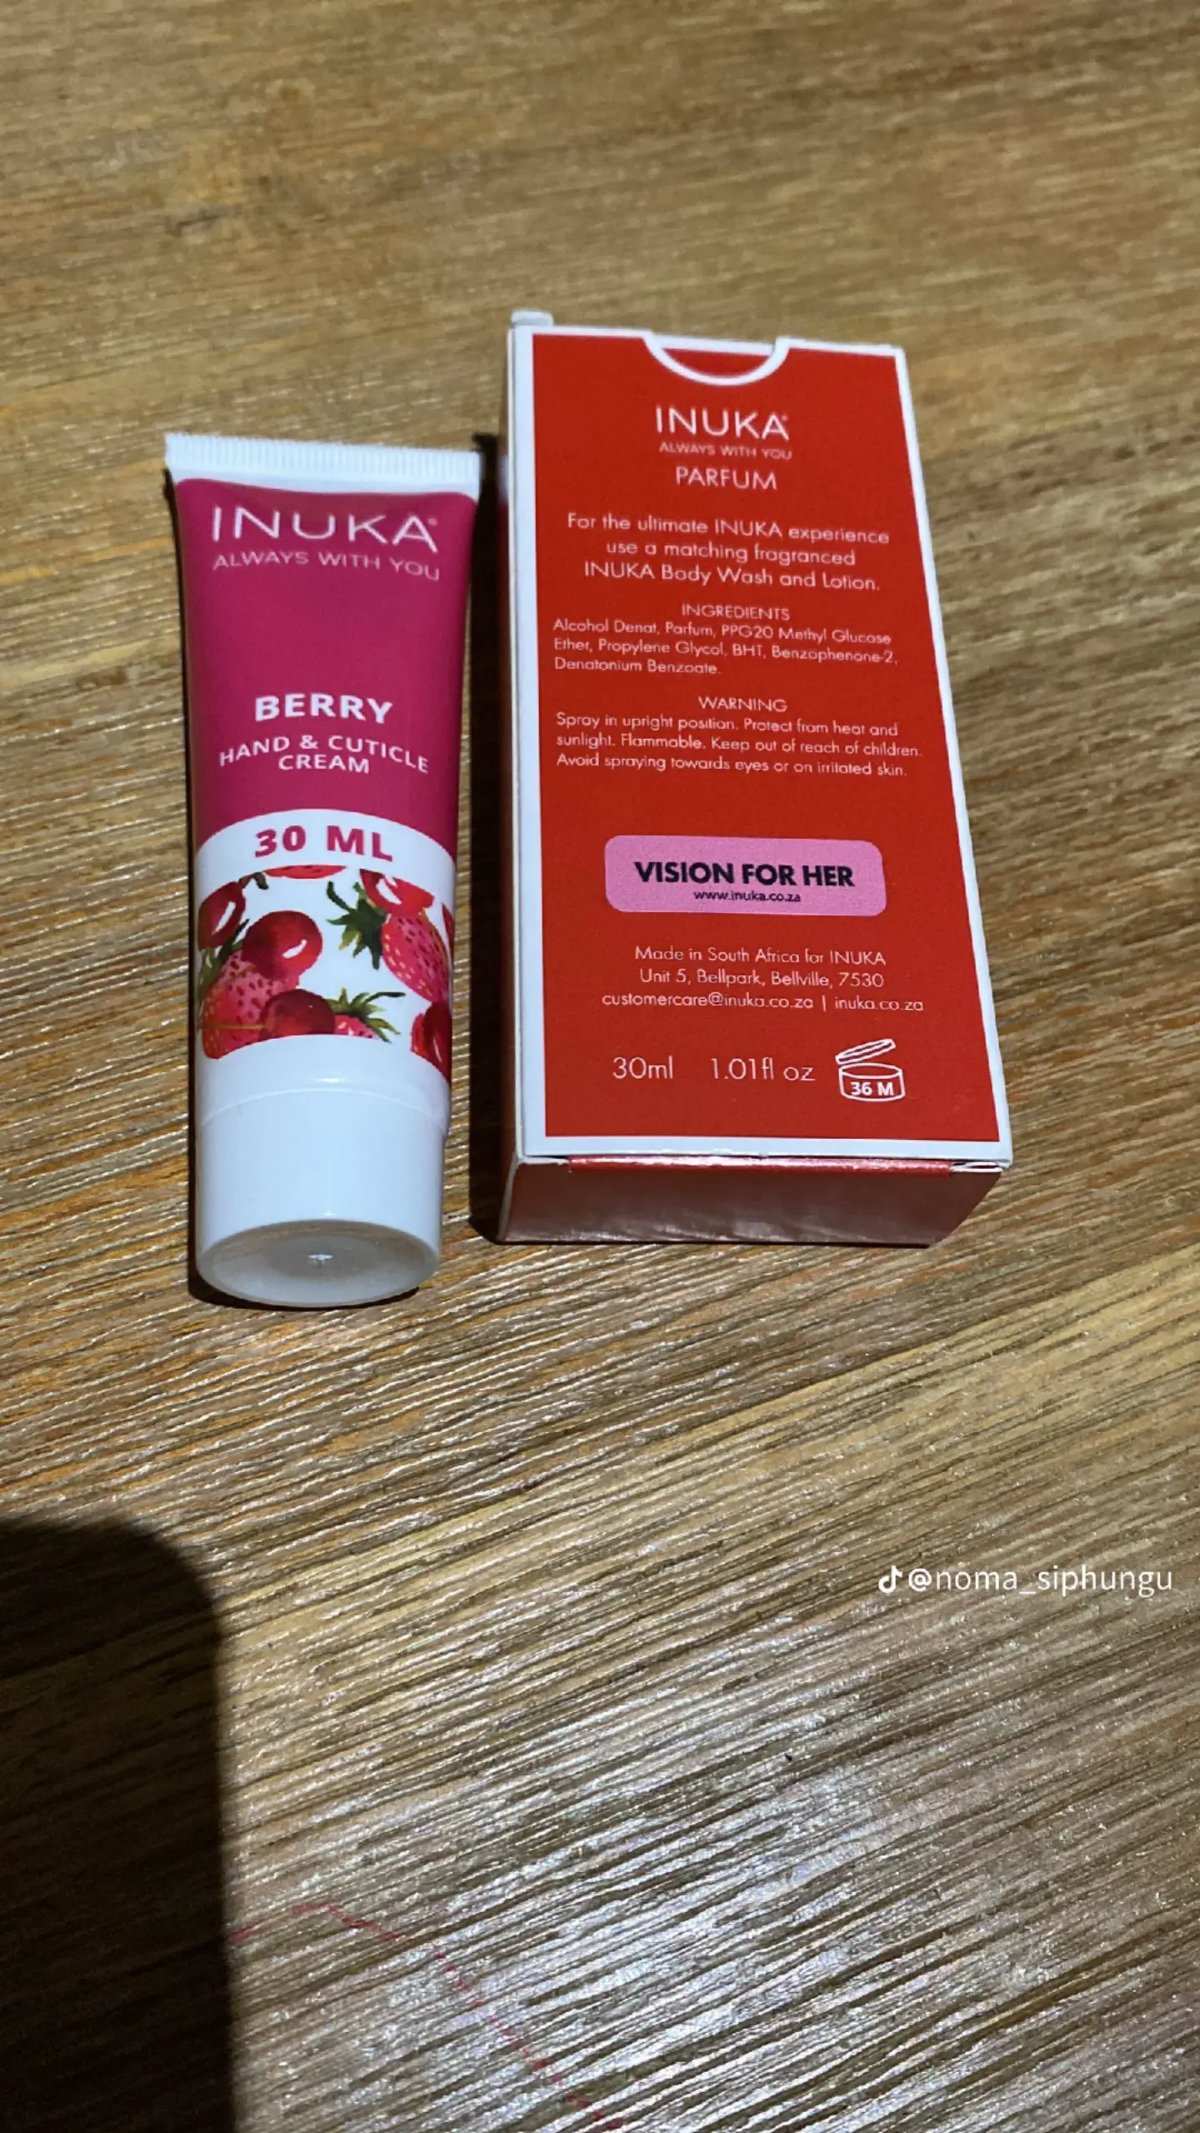 INUKA®
ALWAYS WITH YOU
BERRY
HAND & CUTICLE
CREAM
30 ML
INUKA®
ALWAYS WITH YOU
PARFUM
For the ultimate INUKA experience
use a matching fragranced
INUKA Body Wash and Lotion.
INGREDIENTS
Alcohol Denat, Parfum, PPG20 Methyl Glucose
Ether, Propylene Glycol, BHT, Benzophenone-2,
Denatonium Benzoate.
WARNING
Spray in upright position. Protect from heat and
sunlight. Flammable. Keep out of reach of children.
Avoid spraying towards eyes or on irritated skin.
VISION FOR HER
www.inuka.co.za
Made in South Africa for INUKA
Unit 5, Bellpark, Bellville, 7530
customercare@inuka.co.za | inuka.co.za
30ml 1.01fl oz 36 M
@noma_siphungu